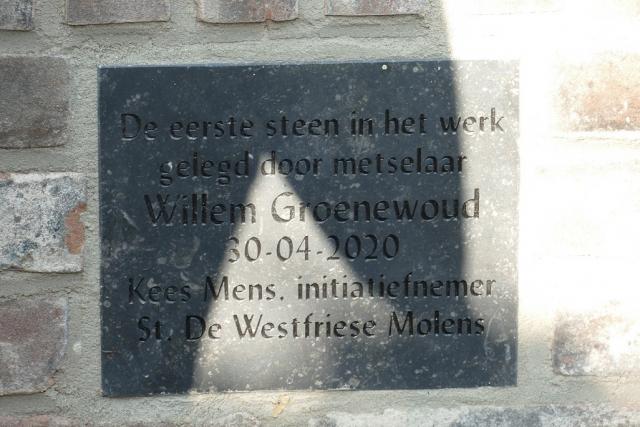 De eerste steen in het werk
gelegd door metselaar
Willem Groenewoud
30-04-2020
Kees Mens, initiatiefnemer
St. De Westfriese Molens